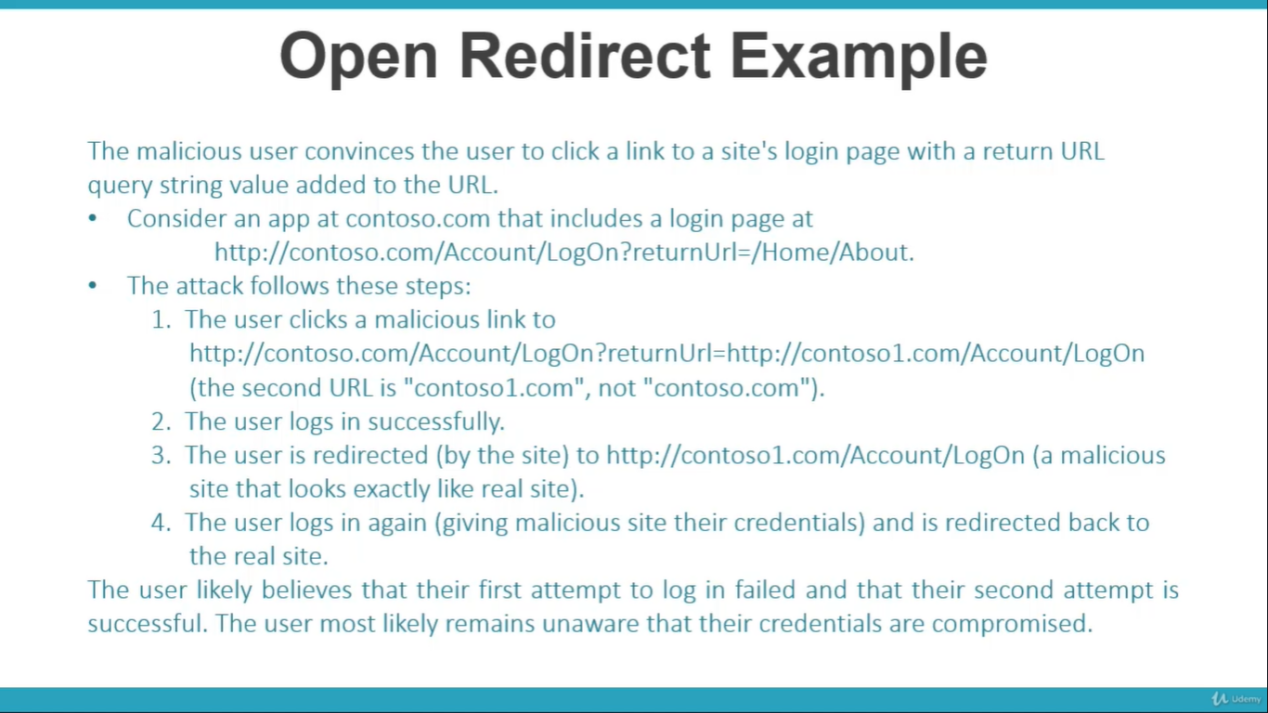 Open Redirect Example
The malicious user convinces the user to click a link to a site's login page with a return URL
query string value added to the URL.
• Consider an app at contoso.com that includes a login page at
http://contoso.com/Account/LogOn?returnUrl=/Home/About.
• The attack follows these steps:
1. The user clicks a malicious link to
http://contoso.com/Account/LogOn?returnUrl=http://contoso1.com/Account/LogOn
(the second URL is "contoso1.com", not "contoso.com").
2. The user logs in successfully.
3. The user is redirected (by the site) to http://contoso1.com/Account/LogOn (a malicious
site that looks exactly like real site).
4. The user logs in again (giving malicious site their credentials) and is redirected back to
the real site.
The user likely believes that their first attempt to log in failed and that their second attempt is
successful. The user most likely remains unaware that their credentials are compromised.
Udemy